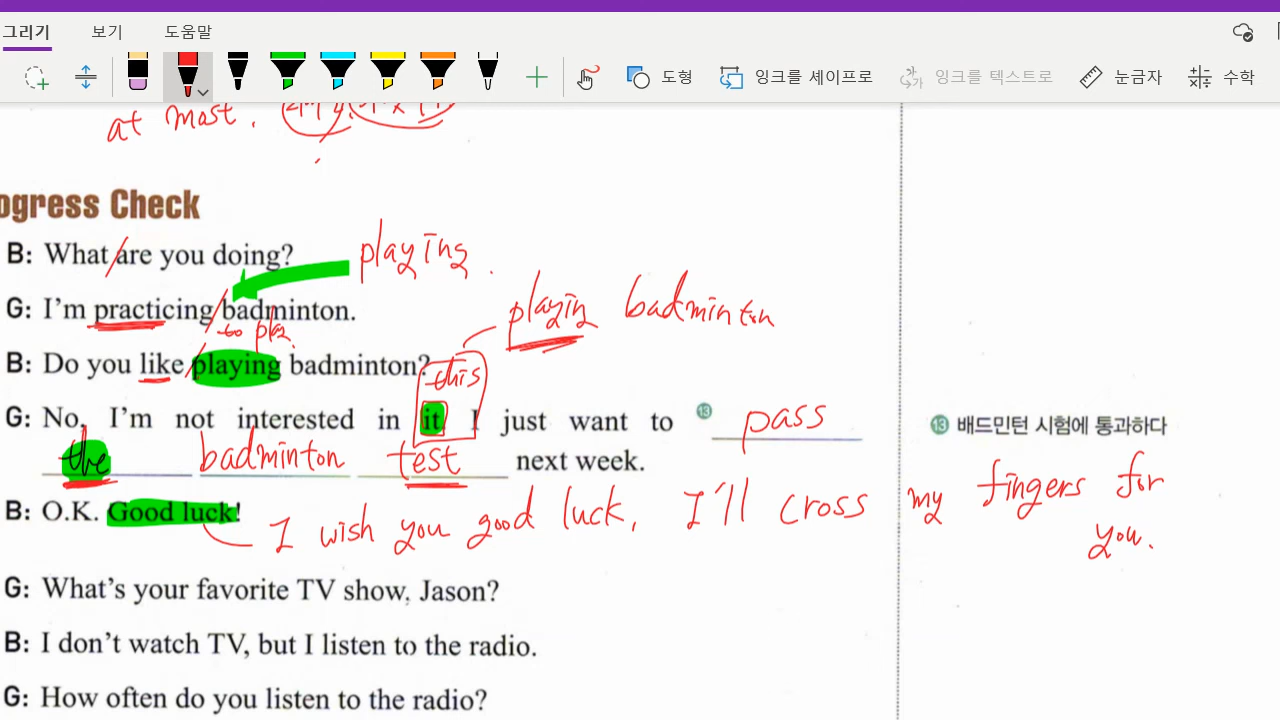 그리기 보기 도움말
도형 잉크를 셰이프로 잉크를 텍스트로 눈금자 수학
at most.
ogress Check
B: What are you doing? playing.
G: I'm practicing badminton. playin badminton
to play
B: Do you like playing badminton?
this
G: No, I'm not interested in it I just want to ⑬ pass
⑬ 배드민턴 시험에 통과하다
the badminton test next week.
B: O.K. Good luck! I wish you good luck, I'll cross my fingers for
you.
G: What's your favorite TV show, Jason?
B: I don't watch TV, but I listen to the radio.
G: How often do you listen to the radio?